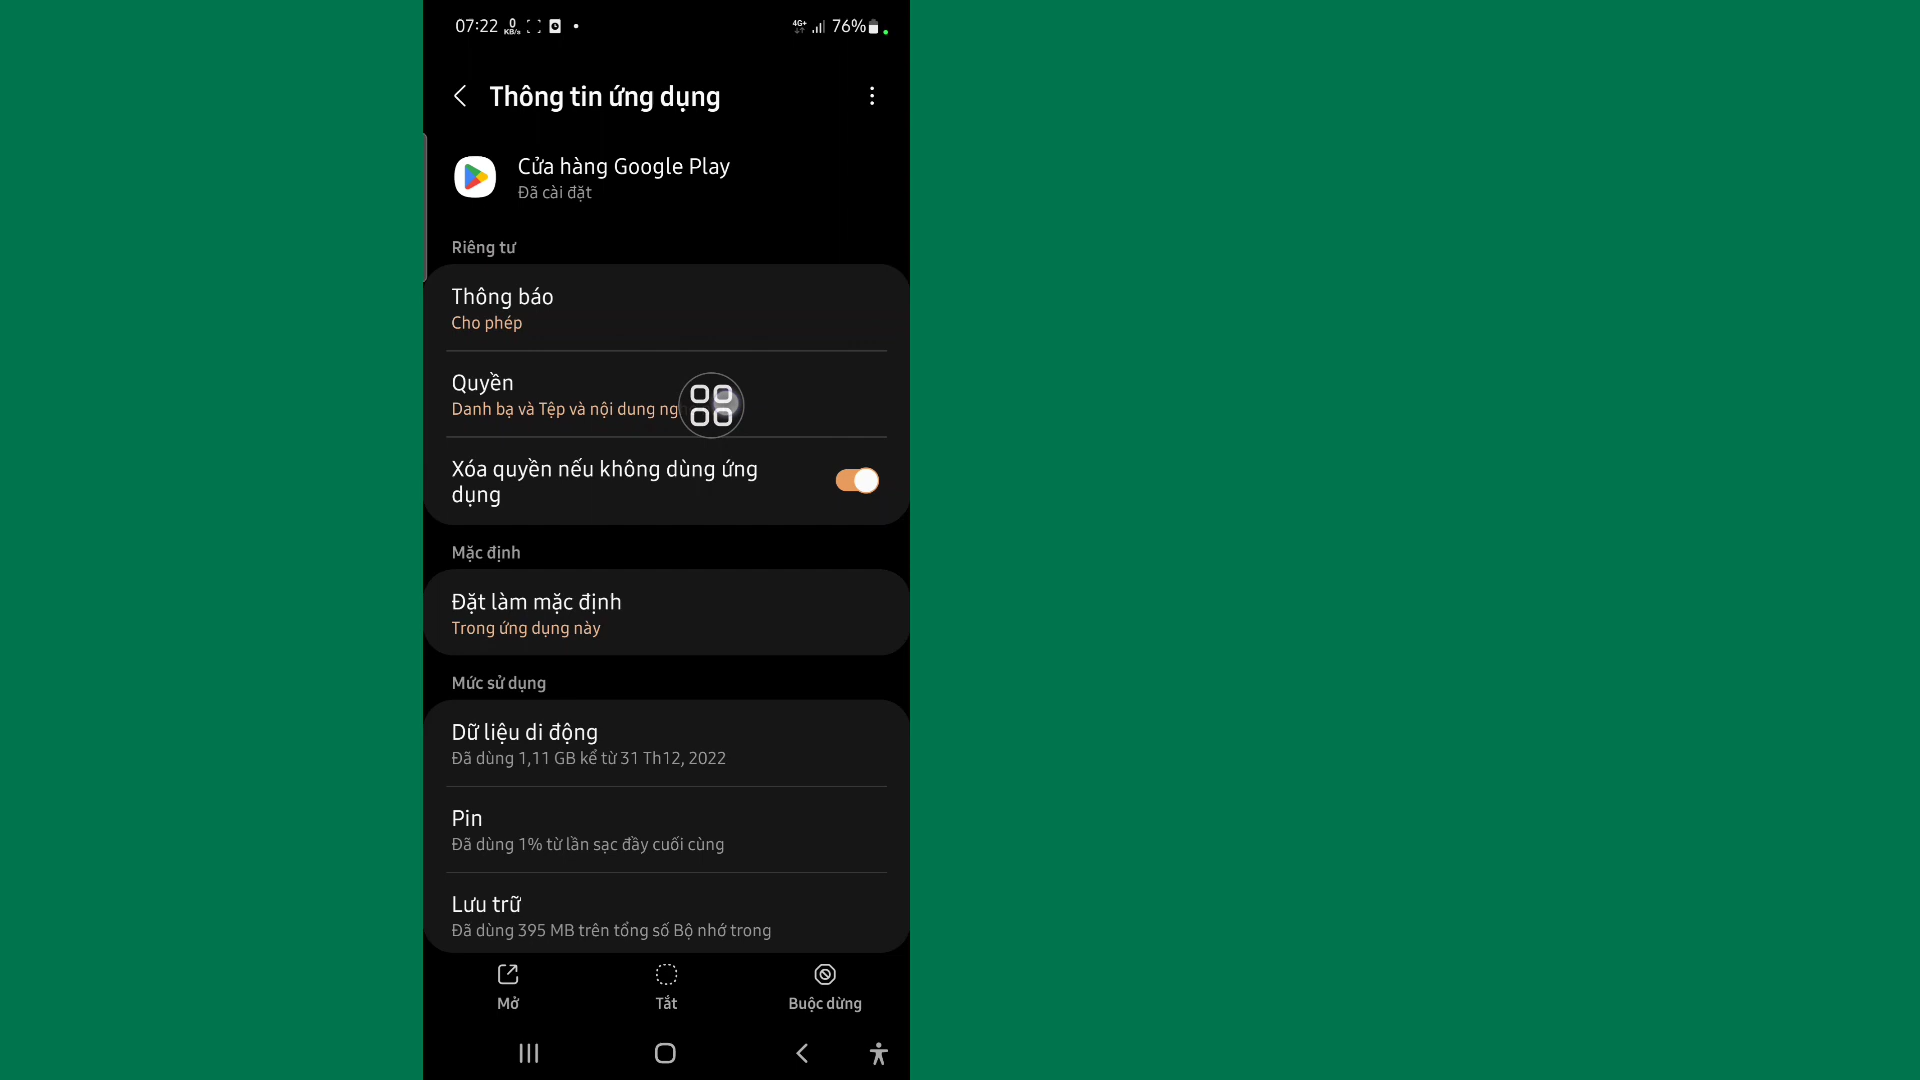 07:22 0 KB/s 4G+ 76%
Thông tin ứng dụng
Cửa hàng Google Play
Đã cài đặt
Riêng tư
Thông báo
Cho phép
Quyền
Danh bạ và Tệp và nội dung ng
Xóa quyền nếu không dùng ứng
dụng
Mặc định
Đặt làm mặc định
Trong ứng dụng này
Mức sử dụng
Dữ liệu di động
Đã dùng 1,11 GB kể từ 31 Th12, 2022
Pin
Đã dùng 1% từ lần sạc đầy cuối cùng
Lưu trữ
Đã dùng 395 MB trên tổng số Bộ nhớ trong
Mở Tắt Buộc dừng